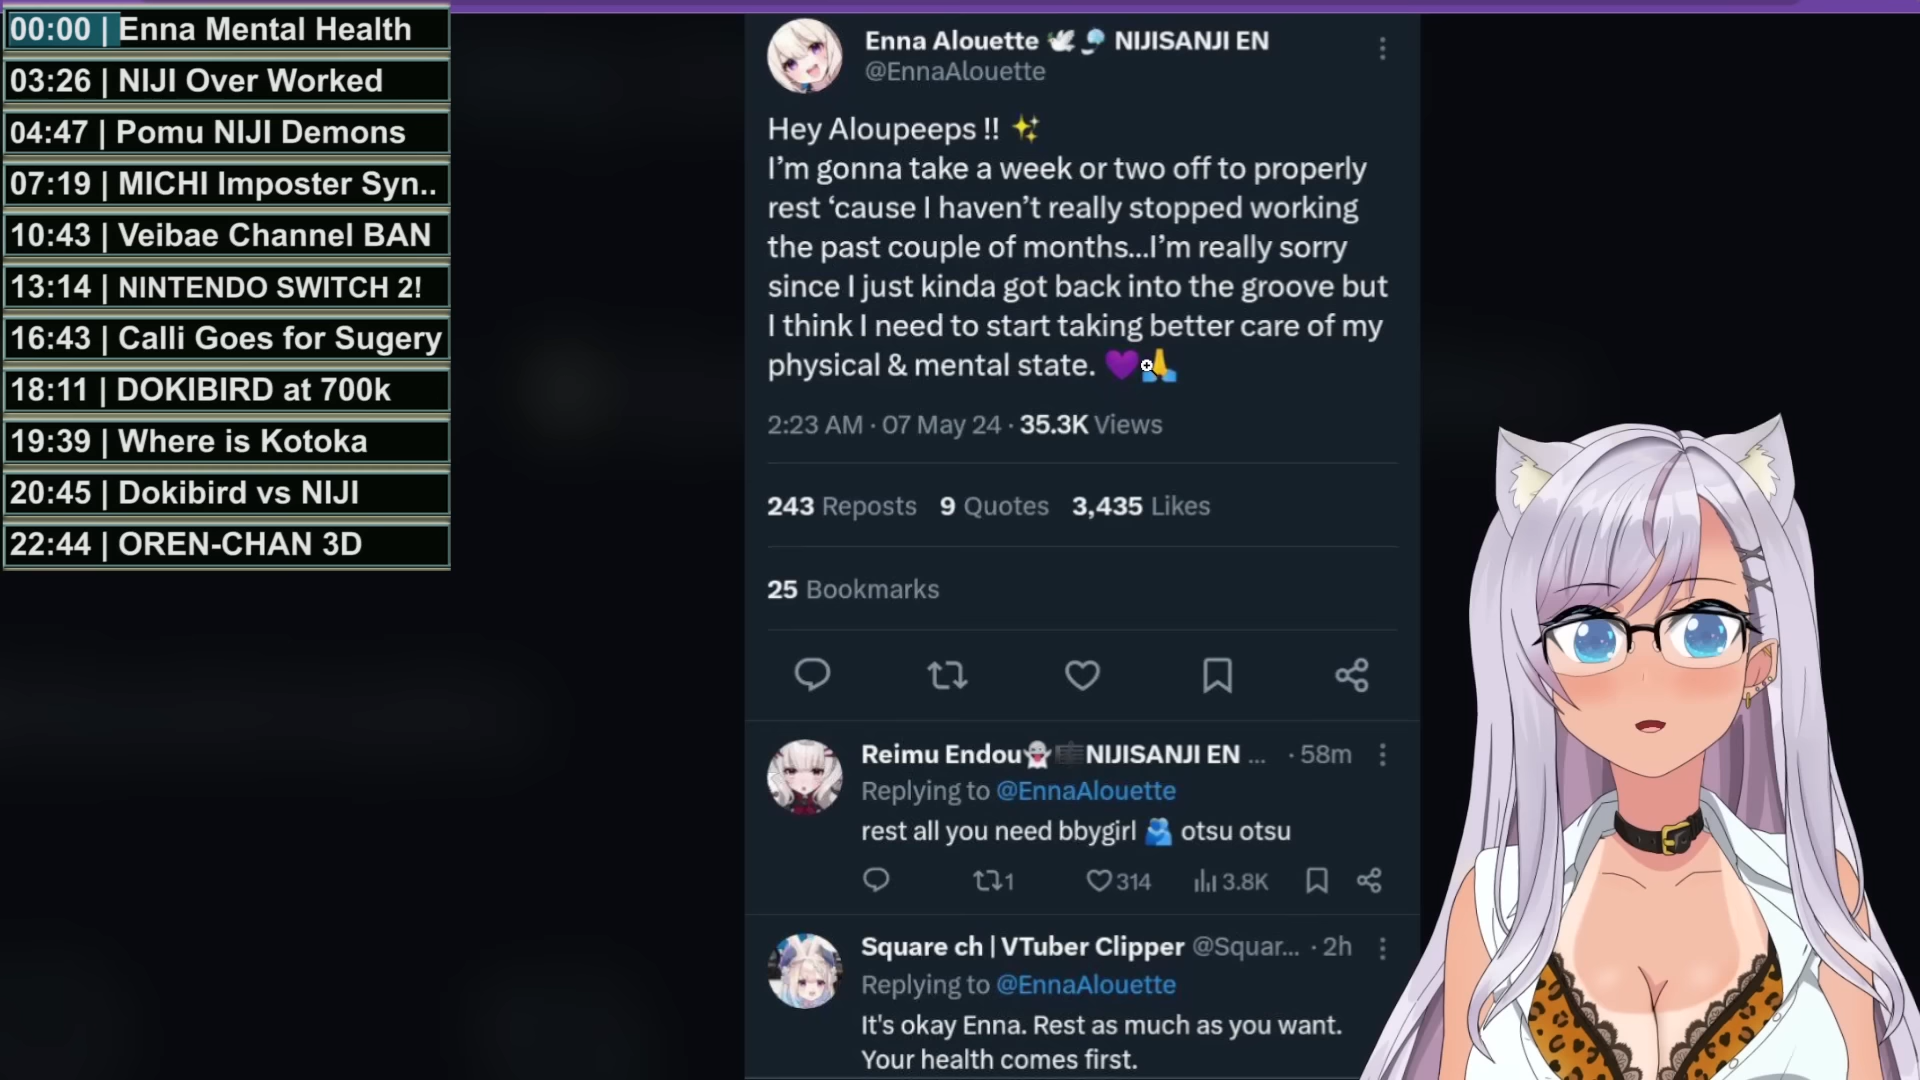 00:00 | Enna Mental Health
03:26 | NIJI Over Worked
04:47 | Pomu NIJI Demons
07:19 | MICHI Imposter Syn..
10:43 | Veibae Channel BAN
13:14 | NINTENDO SWITCH 2!
16:43 | Calli Goes for Sugery
18:11 | DOKIBIRD at 700k
19:39 | Where is Kotoka
20:45 | Dokibird vs NIJI
22:44 | OREN-CHAN 3D
Enna Alouette 🕊️🪭 NIJISANJI EN
@EnnaAlouette
Hey Aloupeeps !! ✨
I’m gonna take a week or two off to properly
rest ‘cause I haven’t really stopped working
the past couple of months...I’m really sorry
since I just kinda got back into the groove but
I think I need to start taking better care of my
physical & mental state. 💜🙏
2:23 AM · 07 May 24 · 35.3K Views
243 Reposts 9 Quotes 3,435 Likes
25 Bookmarks
Reimu Endou👻🎼NIJISANJI EN ... · 58m
Replying to @EnnaAlouette
rest all you need bbygirl 🫂 otsu otsu
1 314 3.8K
Square ch | VTuber Clipper @Squar... · 2h
Replying to @EnnaAlouette
It's okay Enna. Rest as much as you want.
Your health comes first.